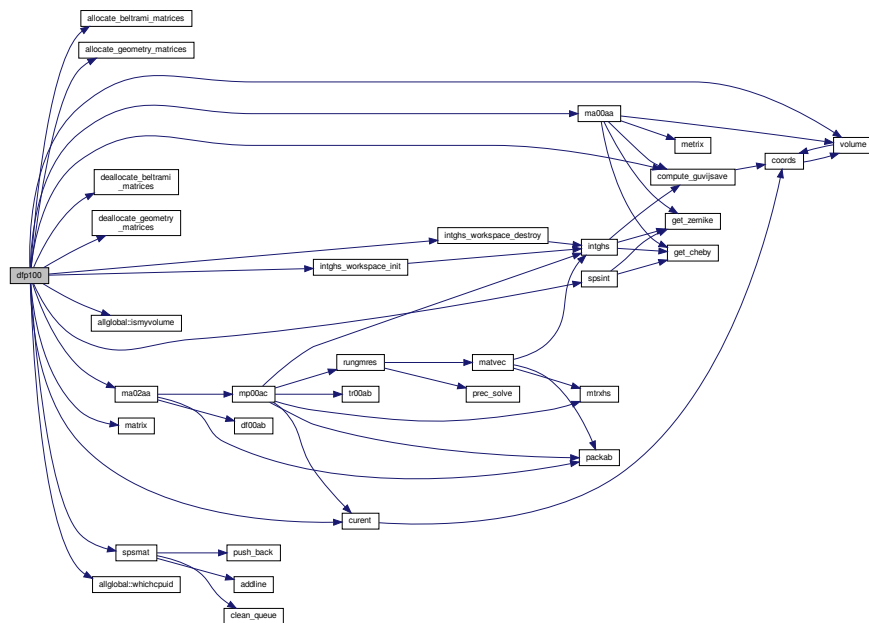 allocate_beltrami_matrices
allocate_geometry_matrices
ma00aa
metrix
volume
coords
compute_guvijsave
deallocate_beltrami
_matrices
deallocate_geometry
_matrices
get_zernike
intghs_workspace_destroy
intghs
get_cheby
intghs_workspace_init
dfp100
spsint
allglobal::ismyvolume
rungmres
matvec
ma02aa
mp00ac
tr00ab
prec_solve
mtrxhs
matrix
df00ab
packab
curent
spsmat
push_back
allglobal::whichcpuid
addline
clean_queue